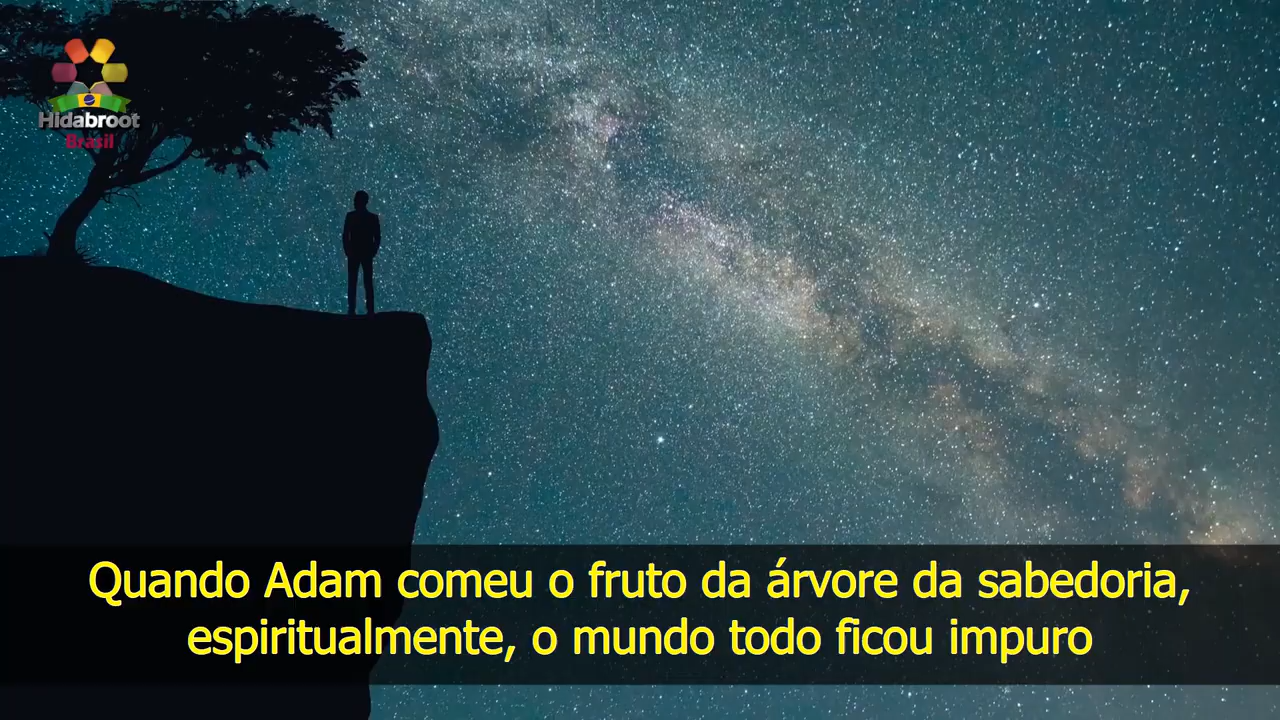 Hidabroot
Brasil
Quando Adam comeu o fruto da árvore da sabedoria,
espiritualmente, o mundo todo ficou impuro